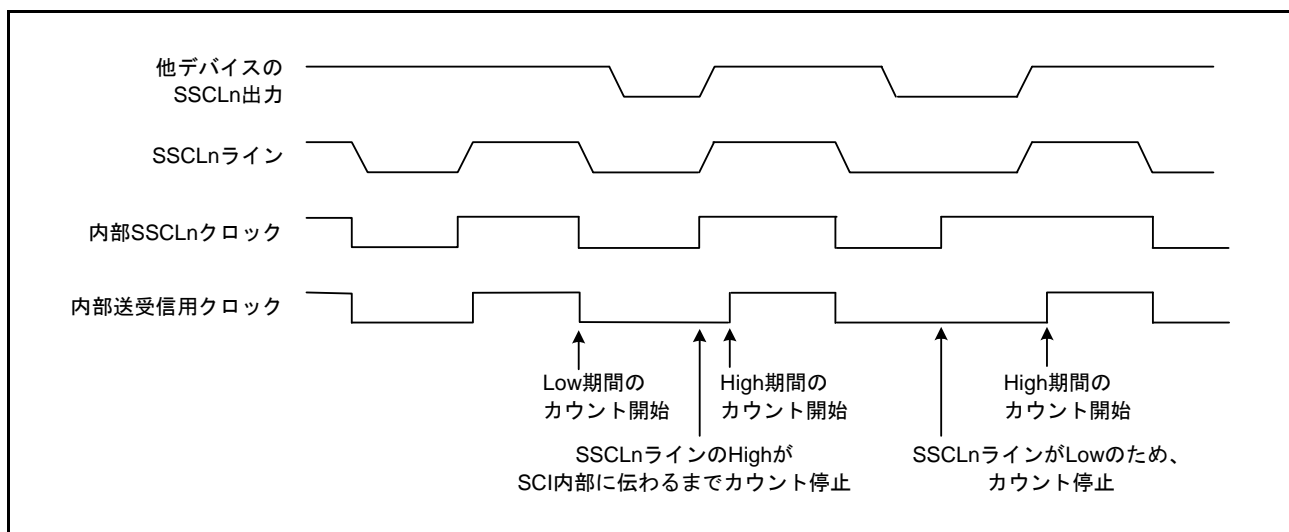 他デバイスの
SSCLn出力
SSCLnライン
内部SSCLnクロック
内部送受信用クロック
Low期間の
カウント開始
High期間の
カウント開始
High期間の
カウント開始
SSCLnラインのHighが
SCI内部に伝わるまでカウント停止
SSCLnラインがLowのため、
カウント停止